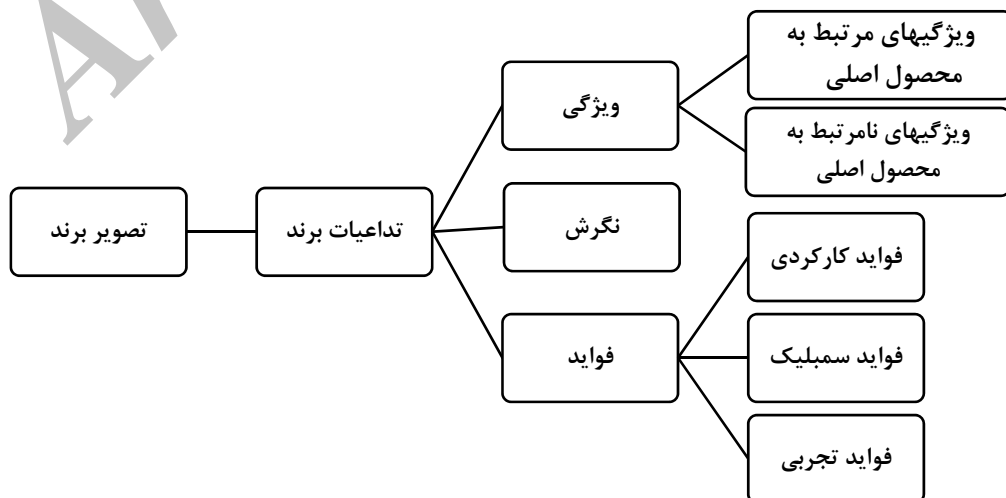 ویژگیهای مرتبط به
محصول اصلی
ویژگی
ویژگیهای نامرتبط به
محصول اصلی
تصویر برند
تداعیات برند
نگرش
فواید کارکردی
فواید
فواید سمبلیک
فواید تجربی